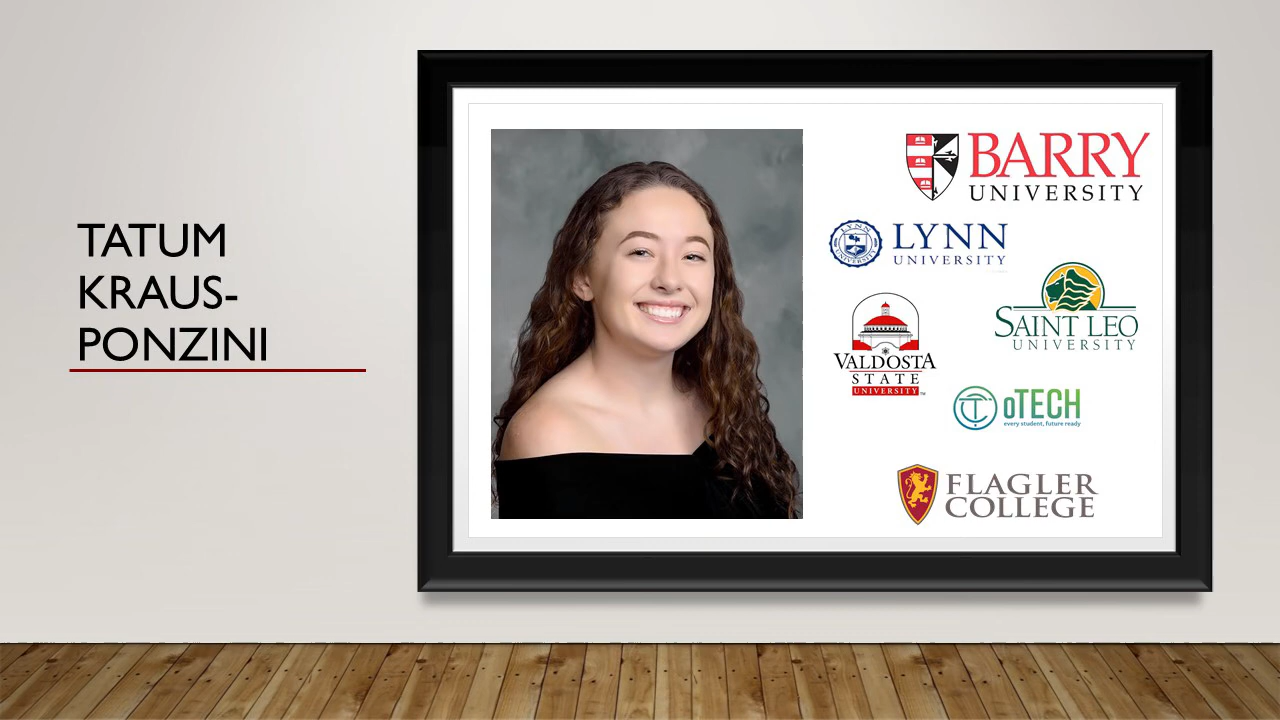 TATUM
KRAUS-
PONZINI
BARRY
UNIVERSITY
LYNN
UNIVERSITY
SAINT LEO
UNIVERSITY
VALDOSTA
STATE
UNIVERSITY
oTECH
every student, future ready
FLAGLER
COLLEGE